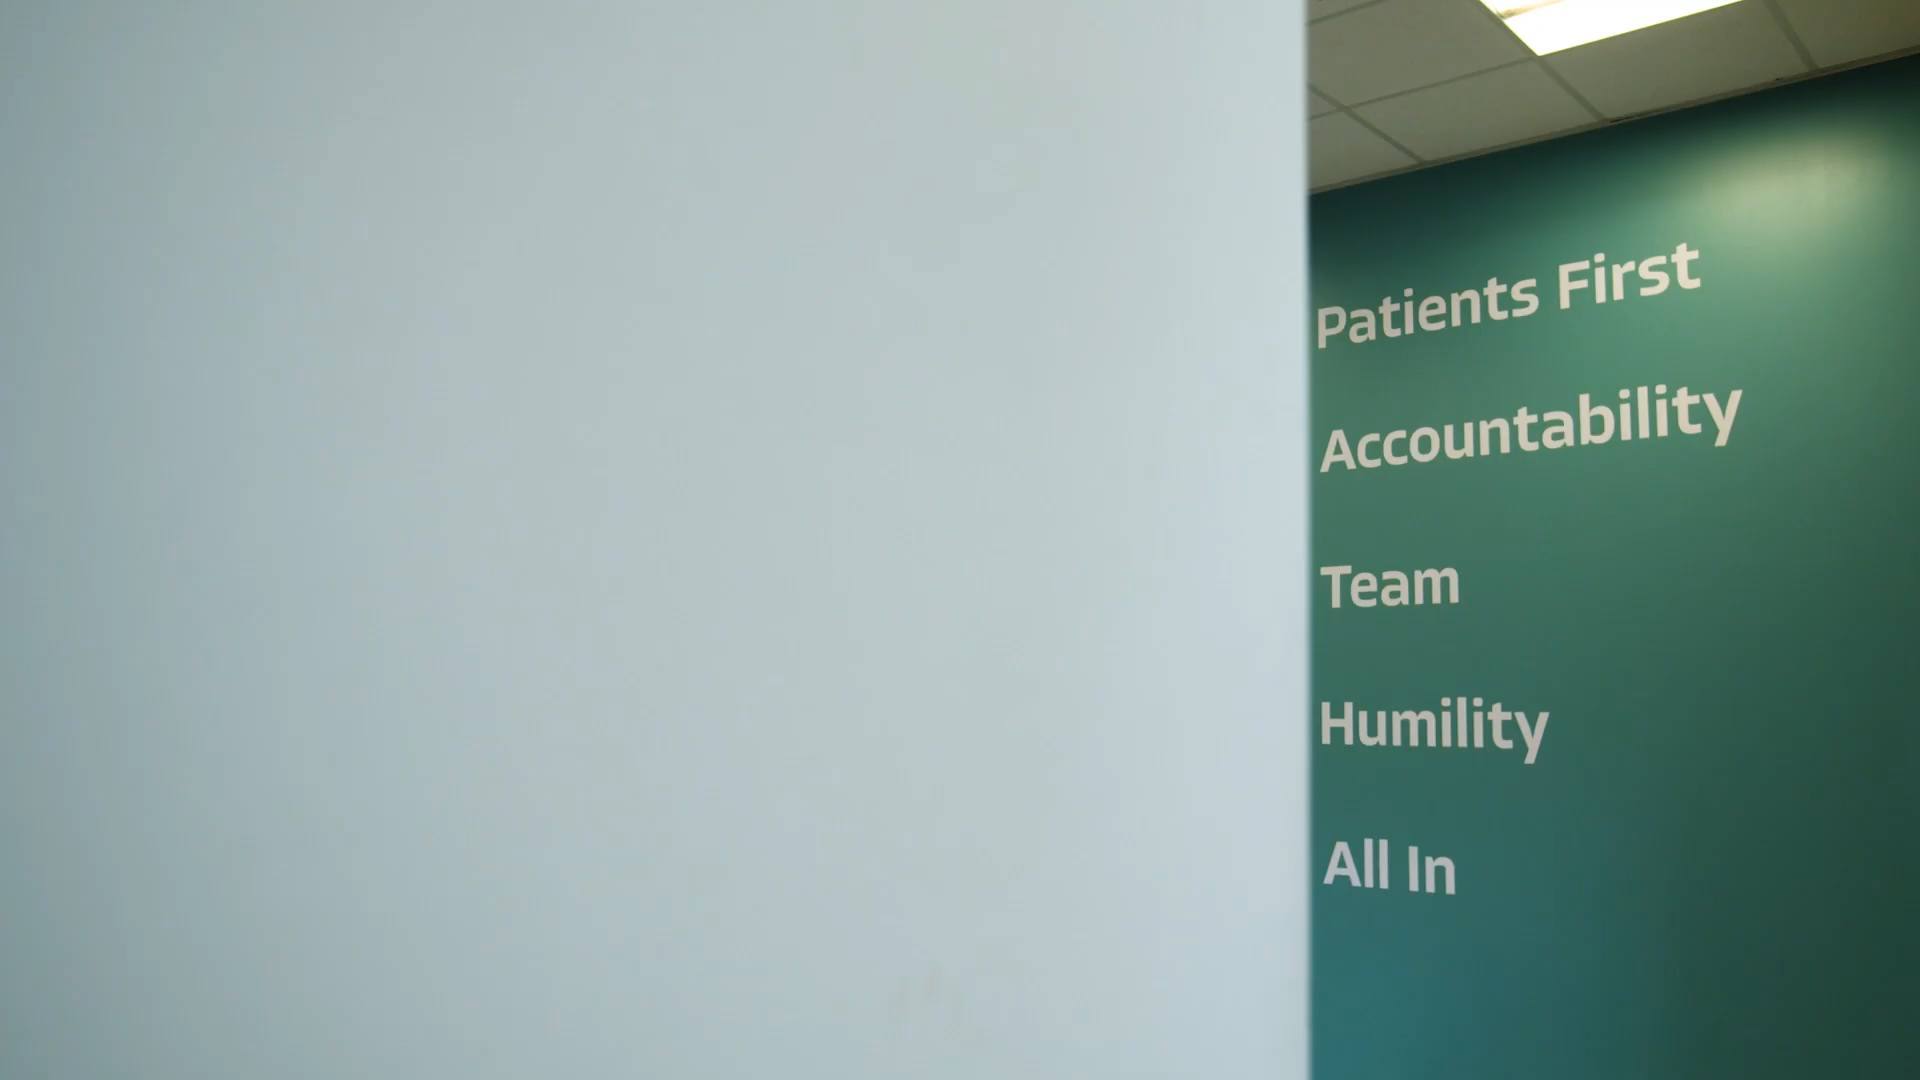 Patients First
Accountability
Team
Humility
All In